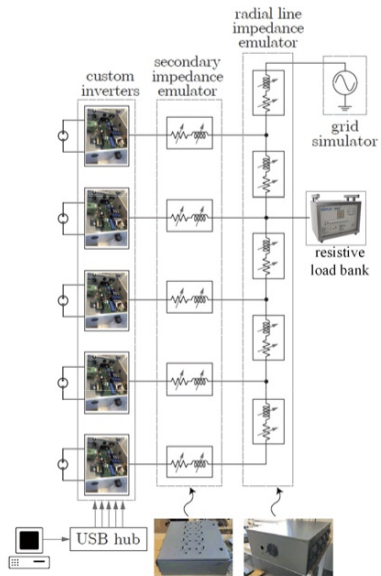 radial line
impedance
emulator
secondary
impedance
emulator
custom
inverters
grid
simulator
resistive
load bank
USB hub